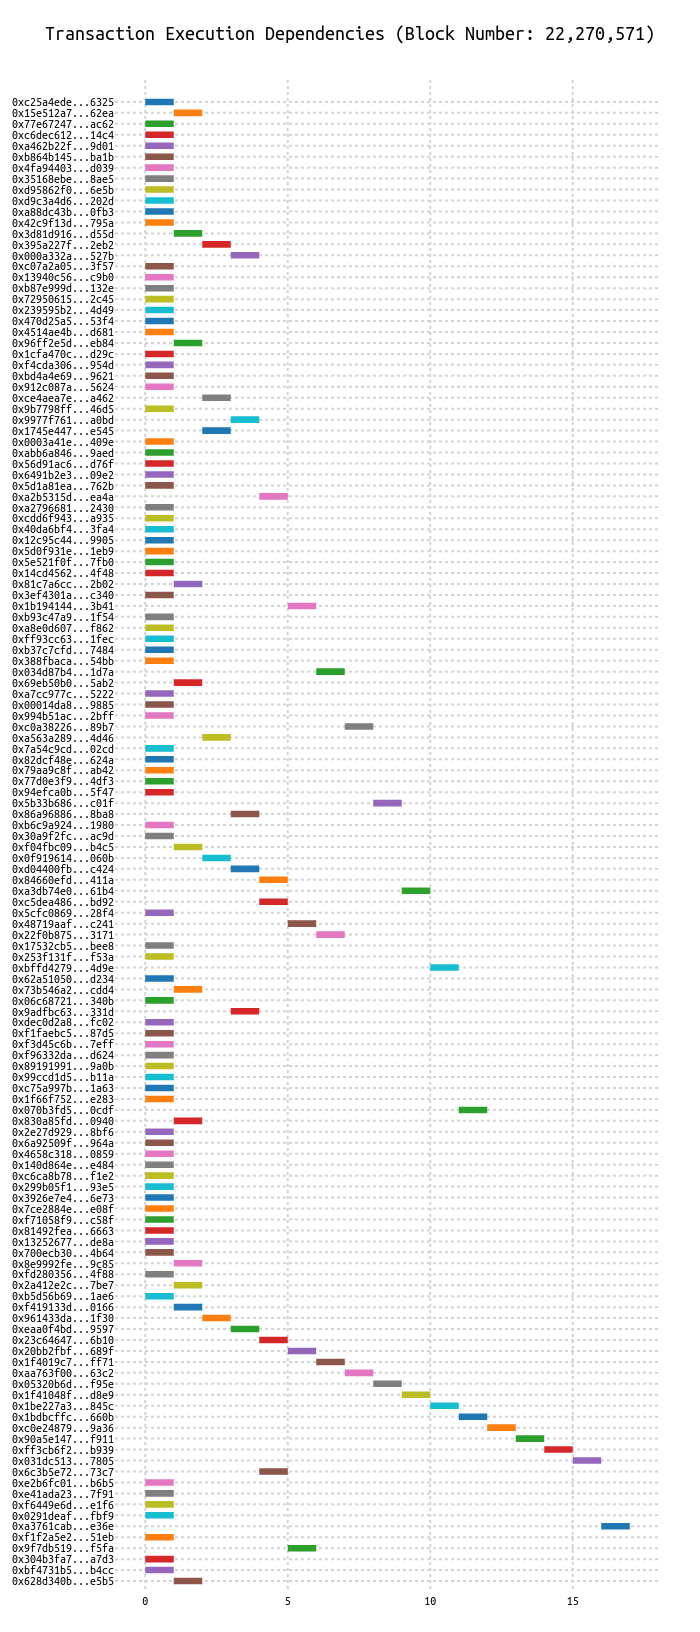 Transaction Execution Dependencies (Block Number: 22,270,571)
0xc25a4ede...6325
0x15e512a7...62ea
0x77e67247...ac62
0xc6dec612...14c4
0xa462b22f...9d01
0xb864b145...ba1b
0x4fa94403...d039
0x35168ebe...8ae5
0xd95862f0...6e5b
0xd9c3a4d6...202d
0xa88dc43b...0fb3
0x42c9f13d...795a
0x3d81d916...d55d
0x395a227f...2eb2
0x000a332a...527b
0xc07a2a05...3f57
0x13940c56...c9b0
0xb87e999d...132e
0x72950615...2c45
0x239595b2...4d49
0x470d25a5...53f4
0x4514ae4b...d681
0x96ff2e5d...eb84
0x1cfa470c...d29c
0xf4cda306...954d
0xbd4a4e69...9621
0x912c087a...5624
0xce4aea7e...a462
0x9b7798ff...46d5
0x9977f761...a0bd
0x1745e447...e545
0x0003a41e...409e
0xabb6a846...9aed
0x56d91ac6...d76f
0x6491b2e3...09e2
0x5d1a81ea...762b
0xa2b5315d...ea4a
0xa2796681...2430
0xcdd6f943...a935
0x40da6bf4...3fa4
0x12c95c44...9905
0x5d0f931e...1eb9
0x5e521f0f...7fb0
0x14cd4562...4f48
0x81c7a6cc...2b02
0x3ef4301a...c340
0x1b194144...3b41
0xb93c47a9...1f54
0xa8e0d607...f862
0xff93cc63...1fec
0xb37c7cfd...7484
0x388fbaca...54bb
0x034d87b4...1d7a
0x69eb50b0...5ab2
0xa7cc977c...5222
0x00014da8...9885
0x994b51ac...2bff
0xc0a38226...89b7
0xa563a289...4d46
0x7a54c9cd...02cd
0x82dcf48e...624a
0x79aa9c8f...ab42
0x77d0e3f9...4df3
0x94efca0b...5f47
0x5b33b686...c01f
0x86a96886...8ba8
0xb6c9a924...1980
0x30a9f2fc...ac9d
0xf04fbc09...b4c5
0x0f919614...060b
0xd04400fb...c424
0x84660efd...411a
0xa3db74e0...61b4
0xc5dea486...bd92
0x5cfc0869...28f4
0x48719aaf...c241
0x22f0b875...3171
0x17532cb5...bee8
0x253f131f...f53a
0xbffd4279...4d9e
0x62a51050...d234
0x73b546a2...cdd4
0x06c68721...340b
0x9adfbc63...331d
0xdec0d2a8...fc02
0xf1faebc5...87d5
0xf3d45c6b...7eff
0xf96332da...d624
0x89191991...9a0b
0x99ccd1d5...b11a
0xc75a997b...1a63
0x1f66f752...e283
0x070b3fd5...0cdf
0x830a85fd...0940
0x2e27d929...8bf6
0x6a92509f...964a
0x4658c318...0859
0x140d864e...e484
0xc6ca8b78...f1e2
0x299b05f1...93e5
0x3926e7e4...6e73
0x7ce2884e...e08f
0xf71058f9...c58f
0x81492fea...6663
0x13252677...de8a
0x700ecb30...4b64
0x8e9992fe...9c85
0xfd280356...4f88
0x2a412e2c...7be7
0xb5d56b69...1ae6
0xf419133d...0166
0x961433da...1f30
0xeaa0f4bd...9597
0x23c64647...6b10
0x20bb2fbf...689f
0x1f4019c7...ff71
0xaa763f00...63c2
0x05320b6d...f95e
0x1f41048f...d8e9
0x1be227a3...845c
0x1bdbcffc...660b
0xc0e24879...9a36
0x90a5e147...f911
0xff3cb6f2...b939
0x031dc513...7805
0x6c3b5e72...73c7
0xe2b6fc01...b6b5
0xe41ada23...7f91
0xf6449e6d...e1f6
0x0291deaf...fbf9
0xa3761cab...e36e
0xf1f2a5e2...51eb
0x9f7db519...f5fa
0x304b3fa7...a7d3
0xbf4731b5...b4cc
0x628d340b...e5b5
0 5 10 15